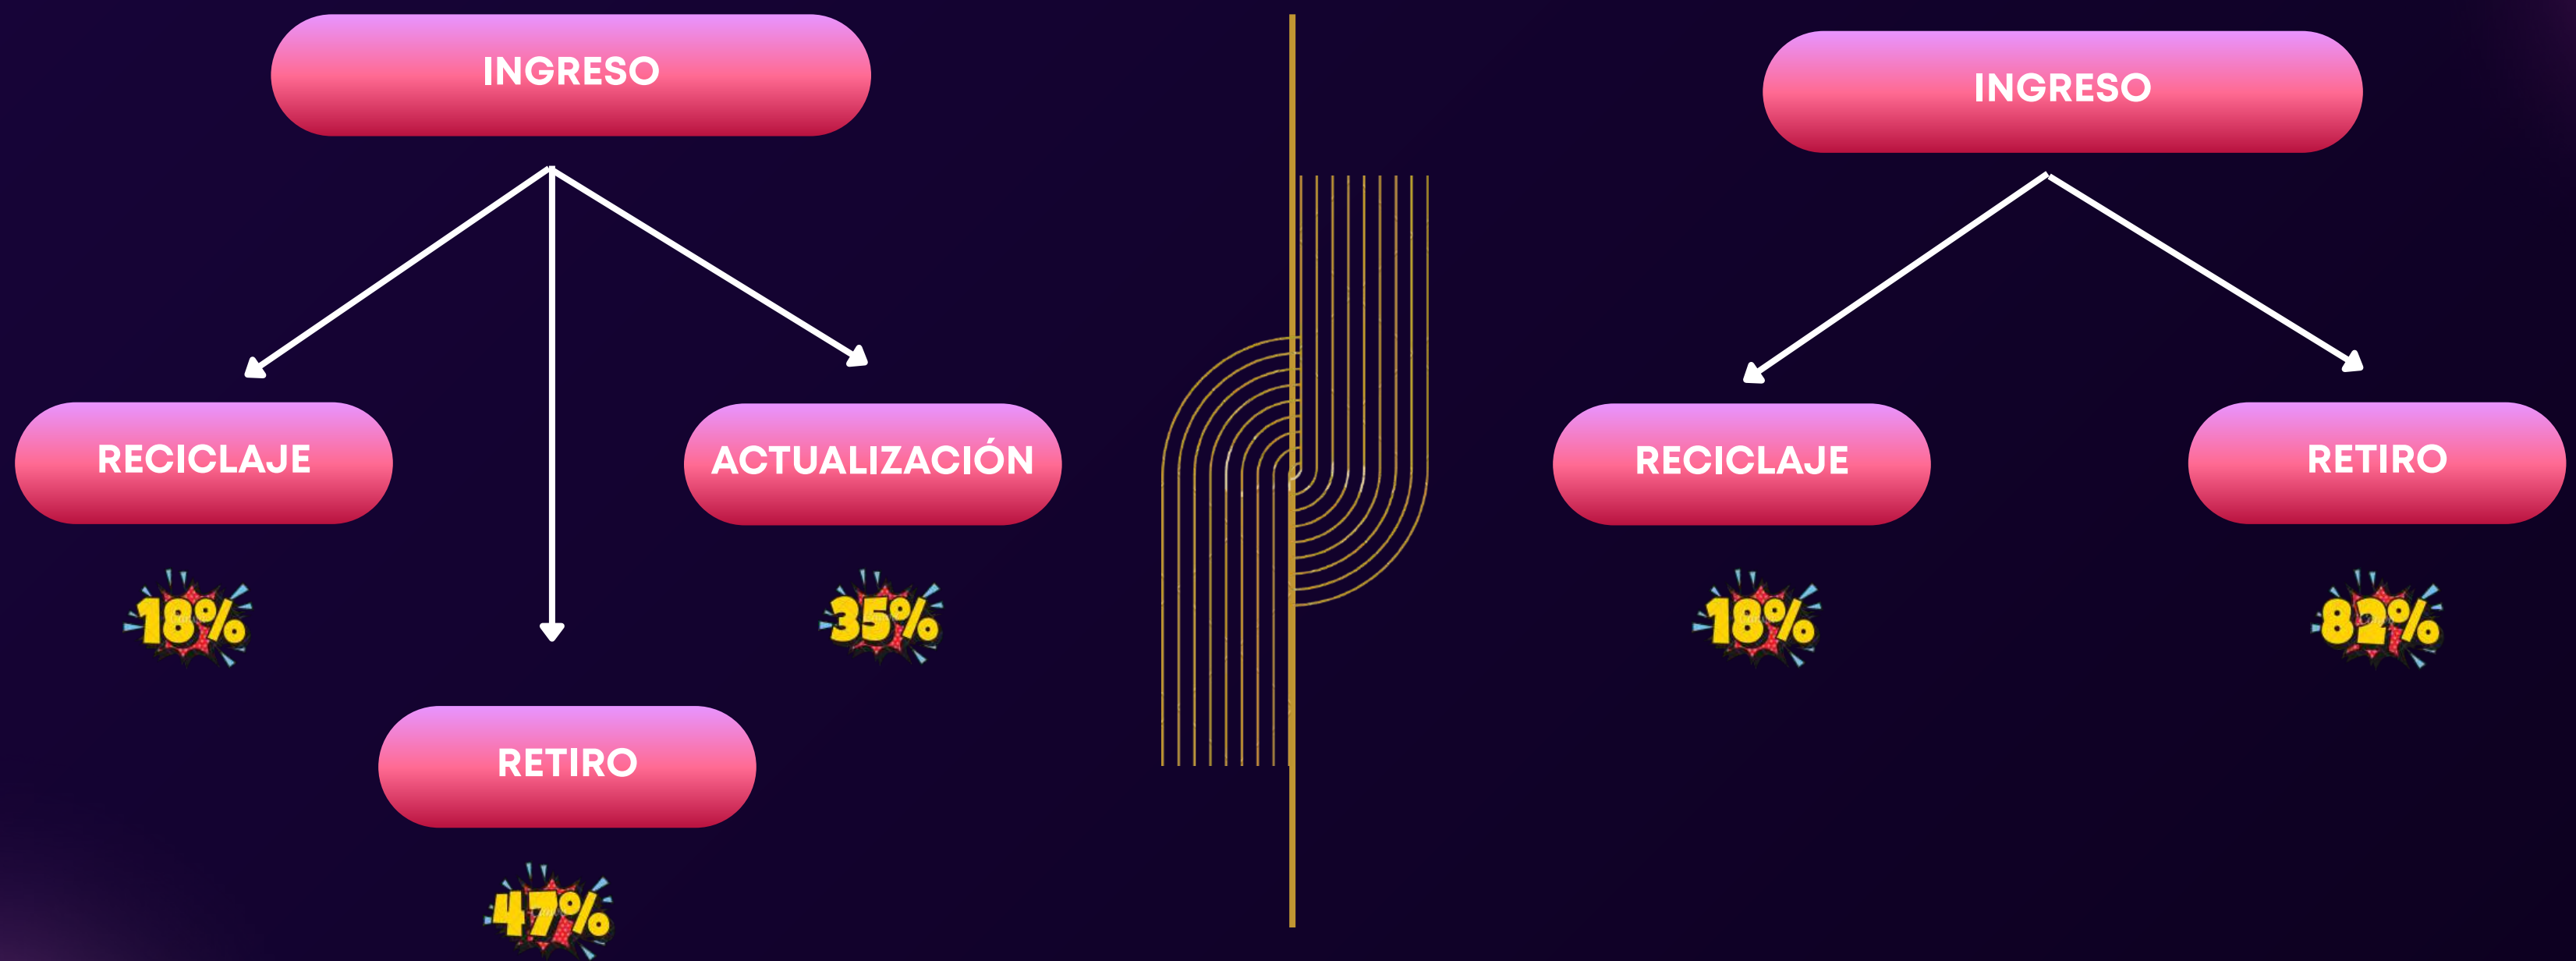 INGRESO
RECICLAJE
ACTUALIZACIÓN
18%
35%
RETIRO
47%
INGRESO
RECICLAJE
RETIRO
18%
82%